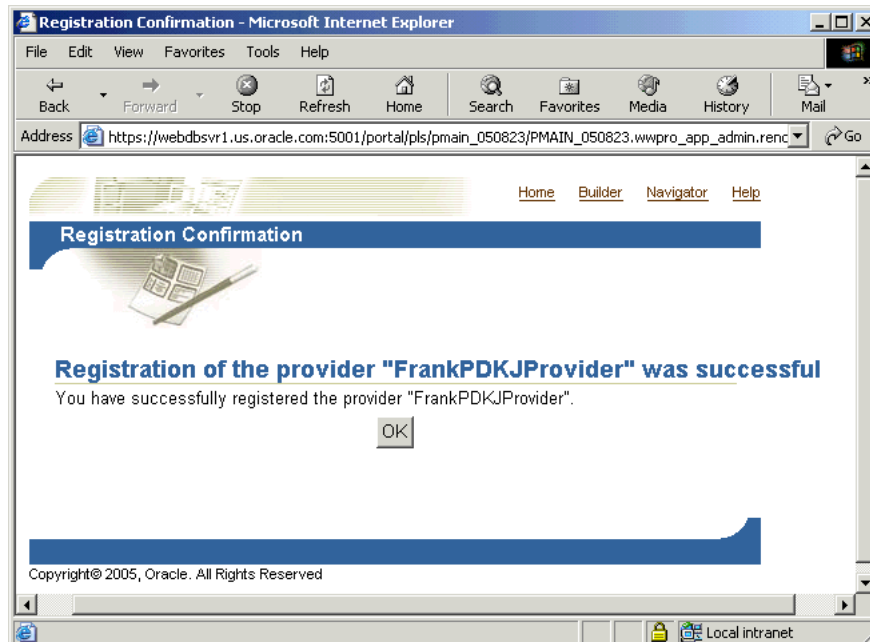 Registration Confirmation - Microsoft Internet Explorer
File Edit View Favorites Tools Help
Back Forward Stop Refresh Home Search Favorites Media History Mail »
Address https://webdbsvr1.us.oracle.com:5001/portal/pls/pmain_050823/PMAIN_050823.wwpro_app_admin.renc Go
Home Builder Navigator Help
Registration Confirmation
Registration of the provider "FrankPDKJProvider" was successful
You have successfully registered the provider "FrankPDKJProvider".
OK
Copyright© 2005, Oracle. All Rights Reserved
Local intranet